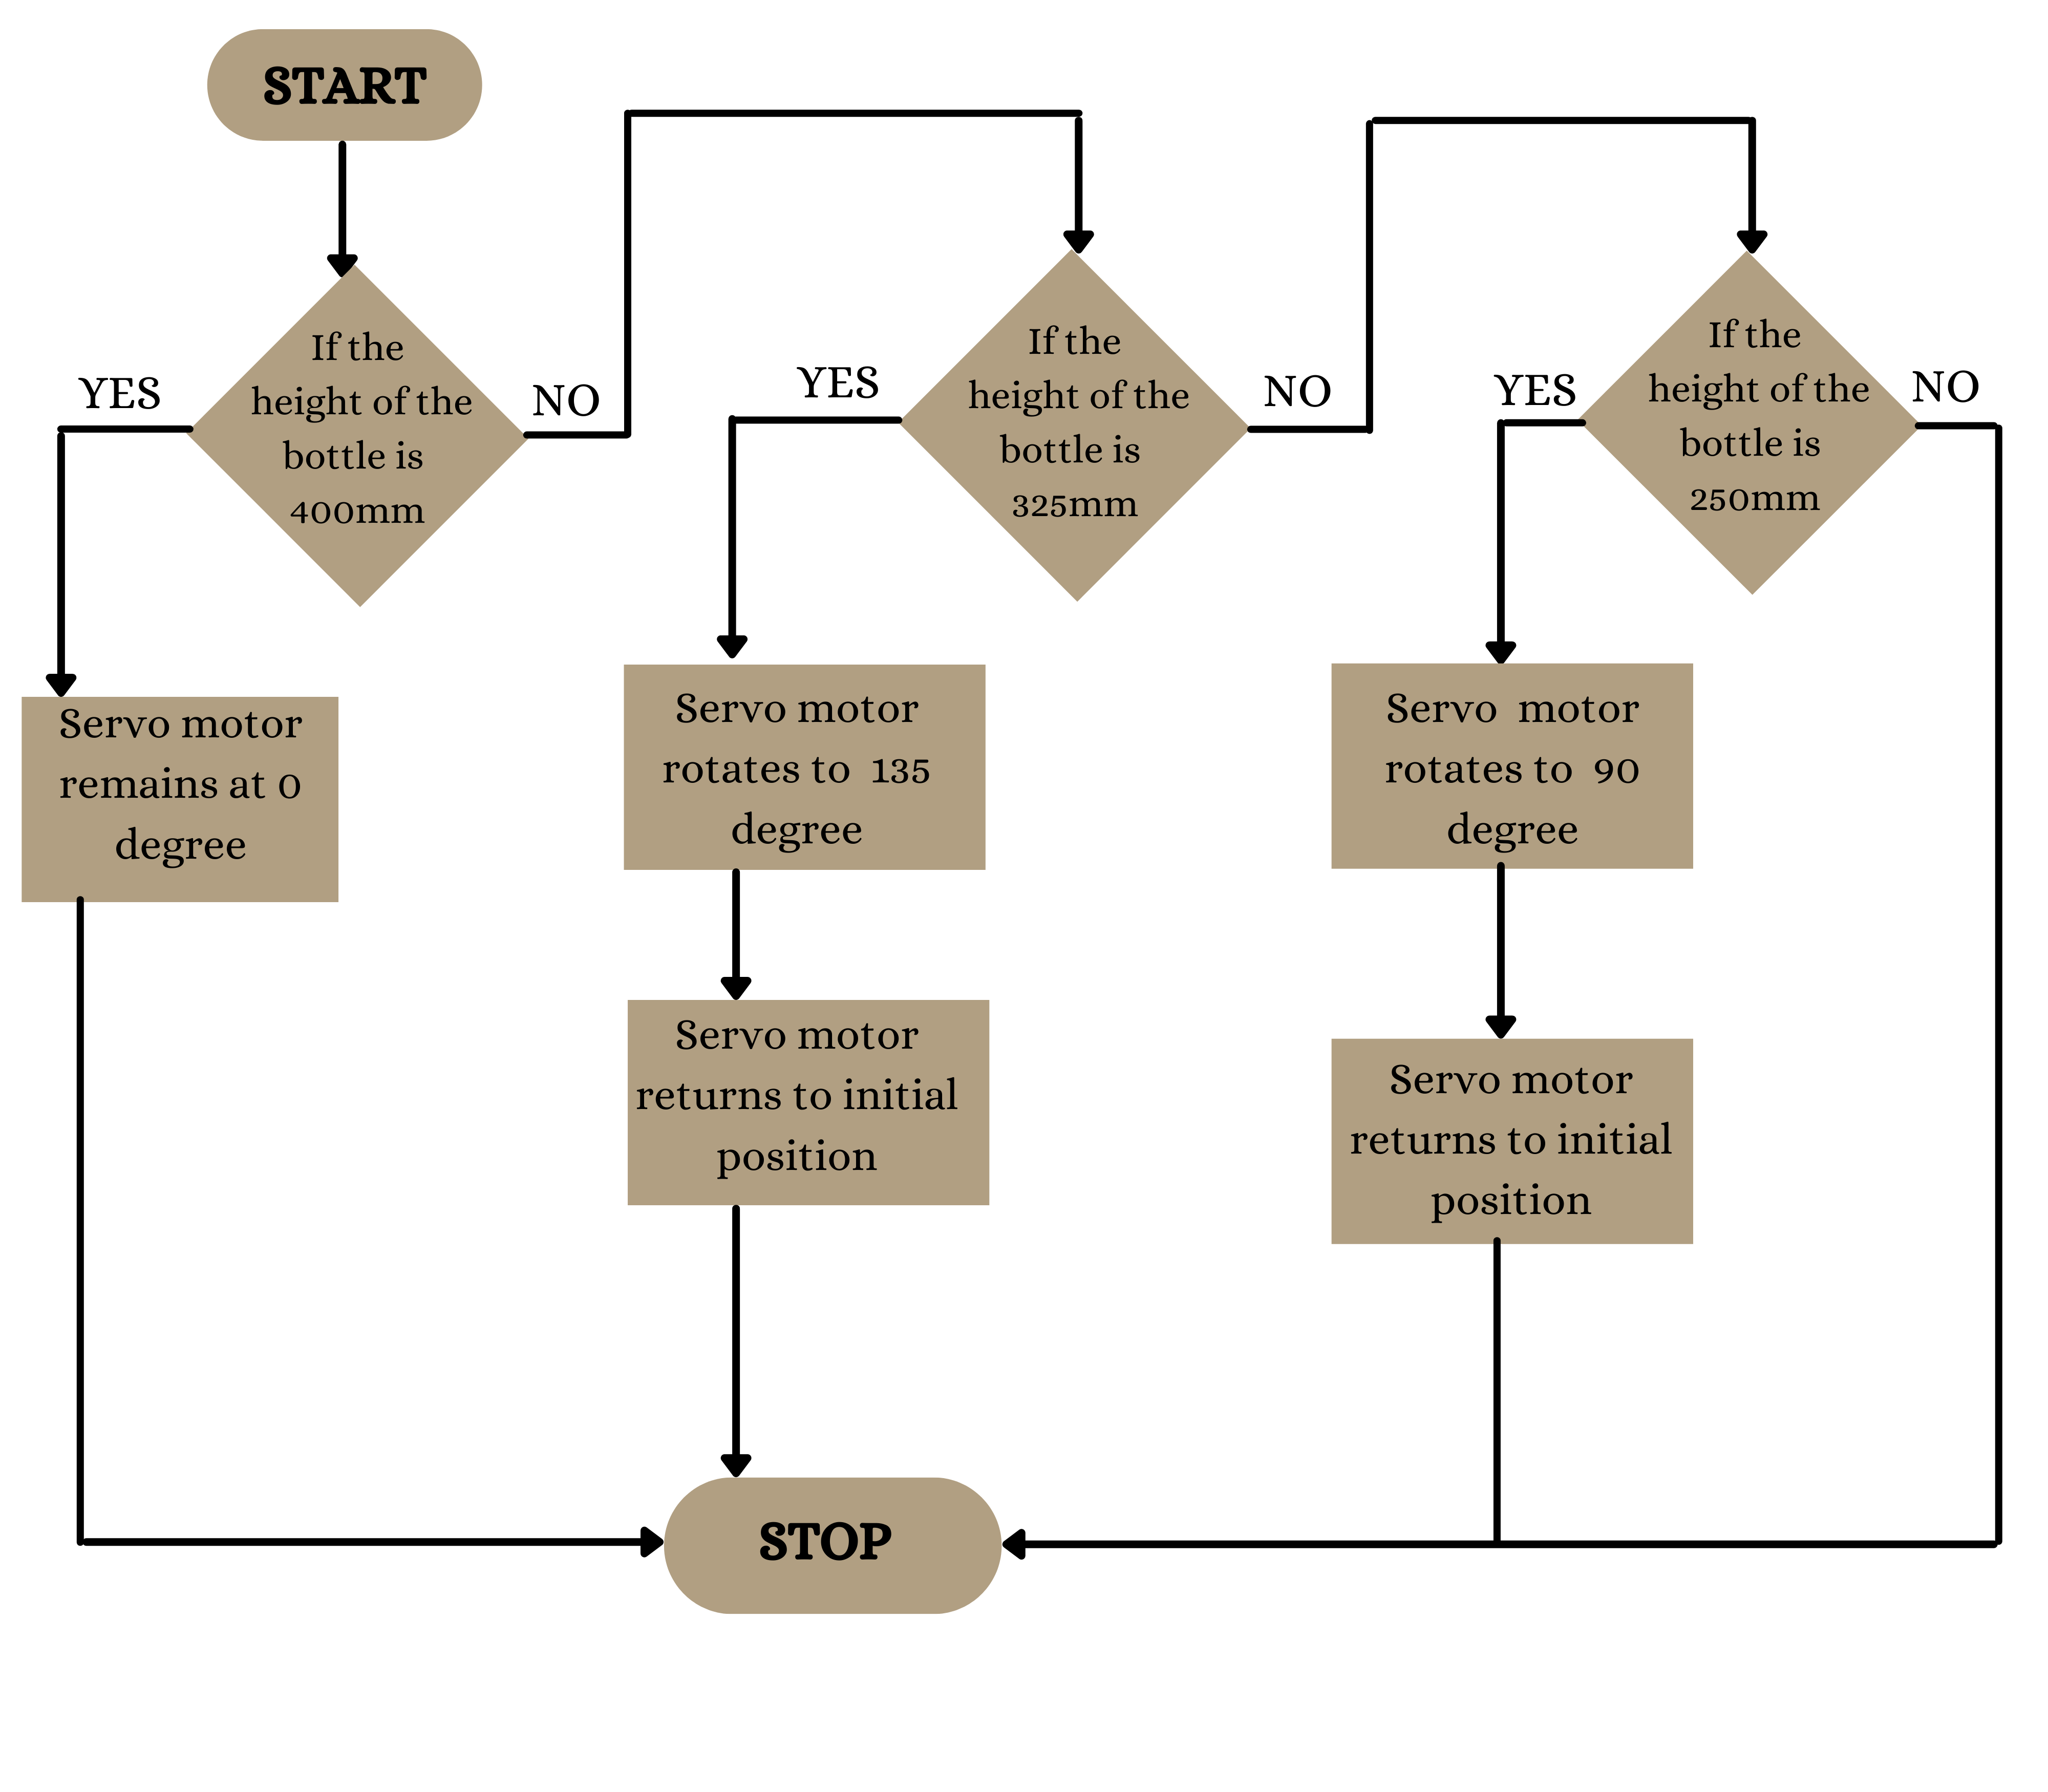 START
If the
height of the
bottle is
400mm
YES
NO
If the
height of the
bottle is
325mm
YES
NO
If the
height of the
bottle is
250mm
YES
NO
Servo motor
remains at 0
degree
Servo motor
rotates to 135
degree
Servo motor
rotates to 90
degree
Servo motor
returns to initial
position
Servo motor
returns to initial
position
STOP